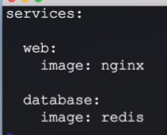 services:
web:
image: nginx
database:
image: redis